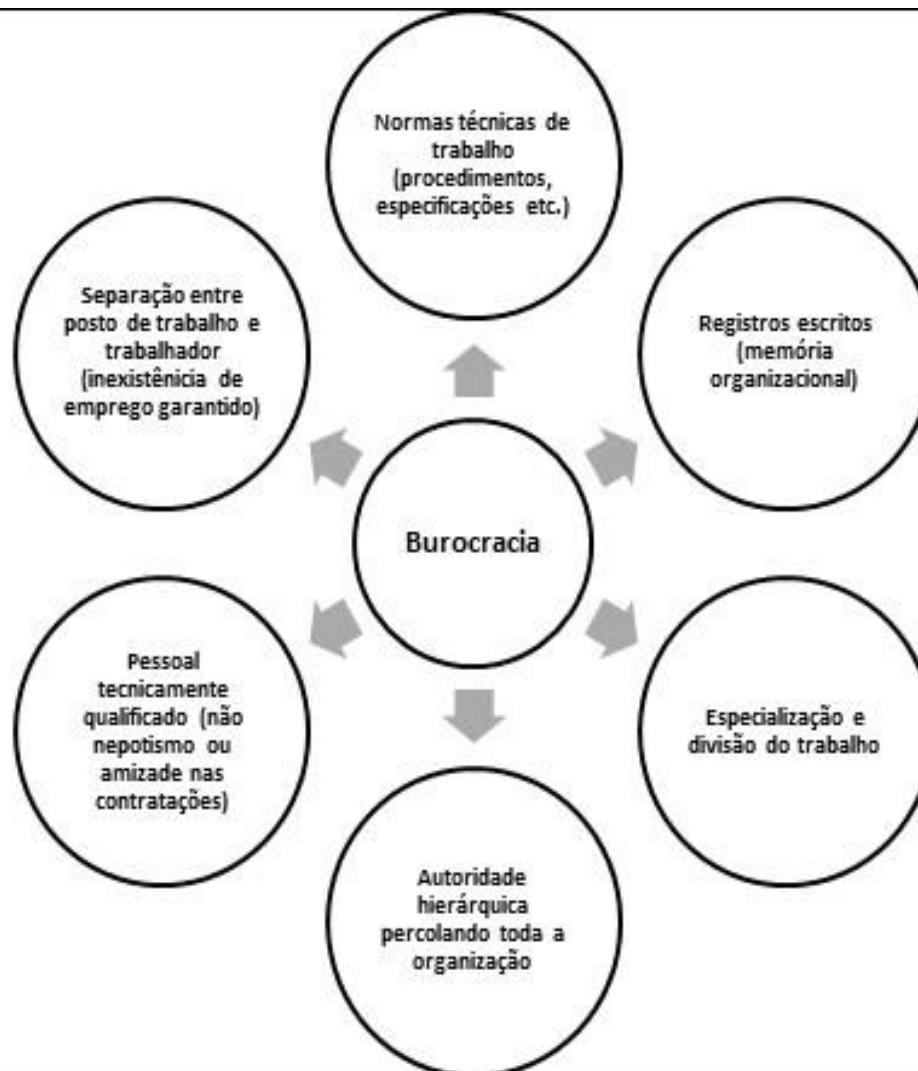 Normas técnicas de
trabalho
(procedimentos,
especificações etc.)
Separação entre
posto de trabalho e
trabalhador
(inexistênicia de
emprego garantido)
Registros escritos
(memória
organizacional)
Burocracia
Pessoal
tecnicamente
qualificado (não
nepotismo ou
amizade nas
contratações)
Especialização e
divisão do trabalho
Autoridade
hierárquica
percolando toda a
organização